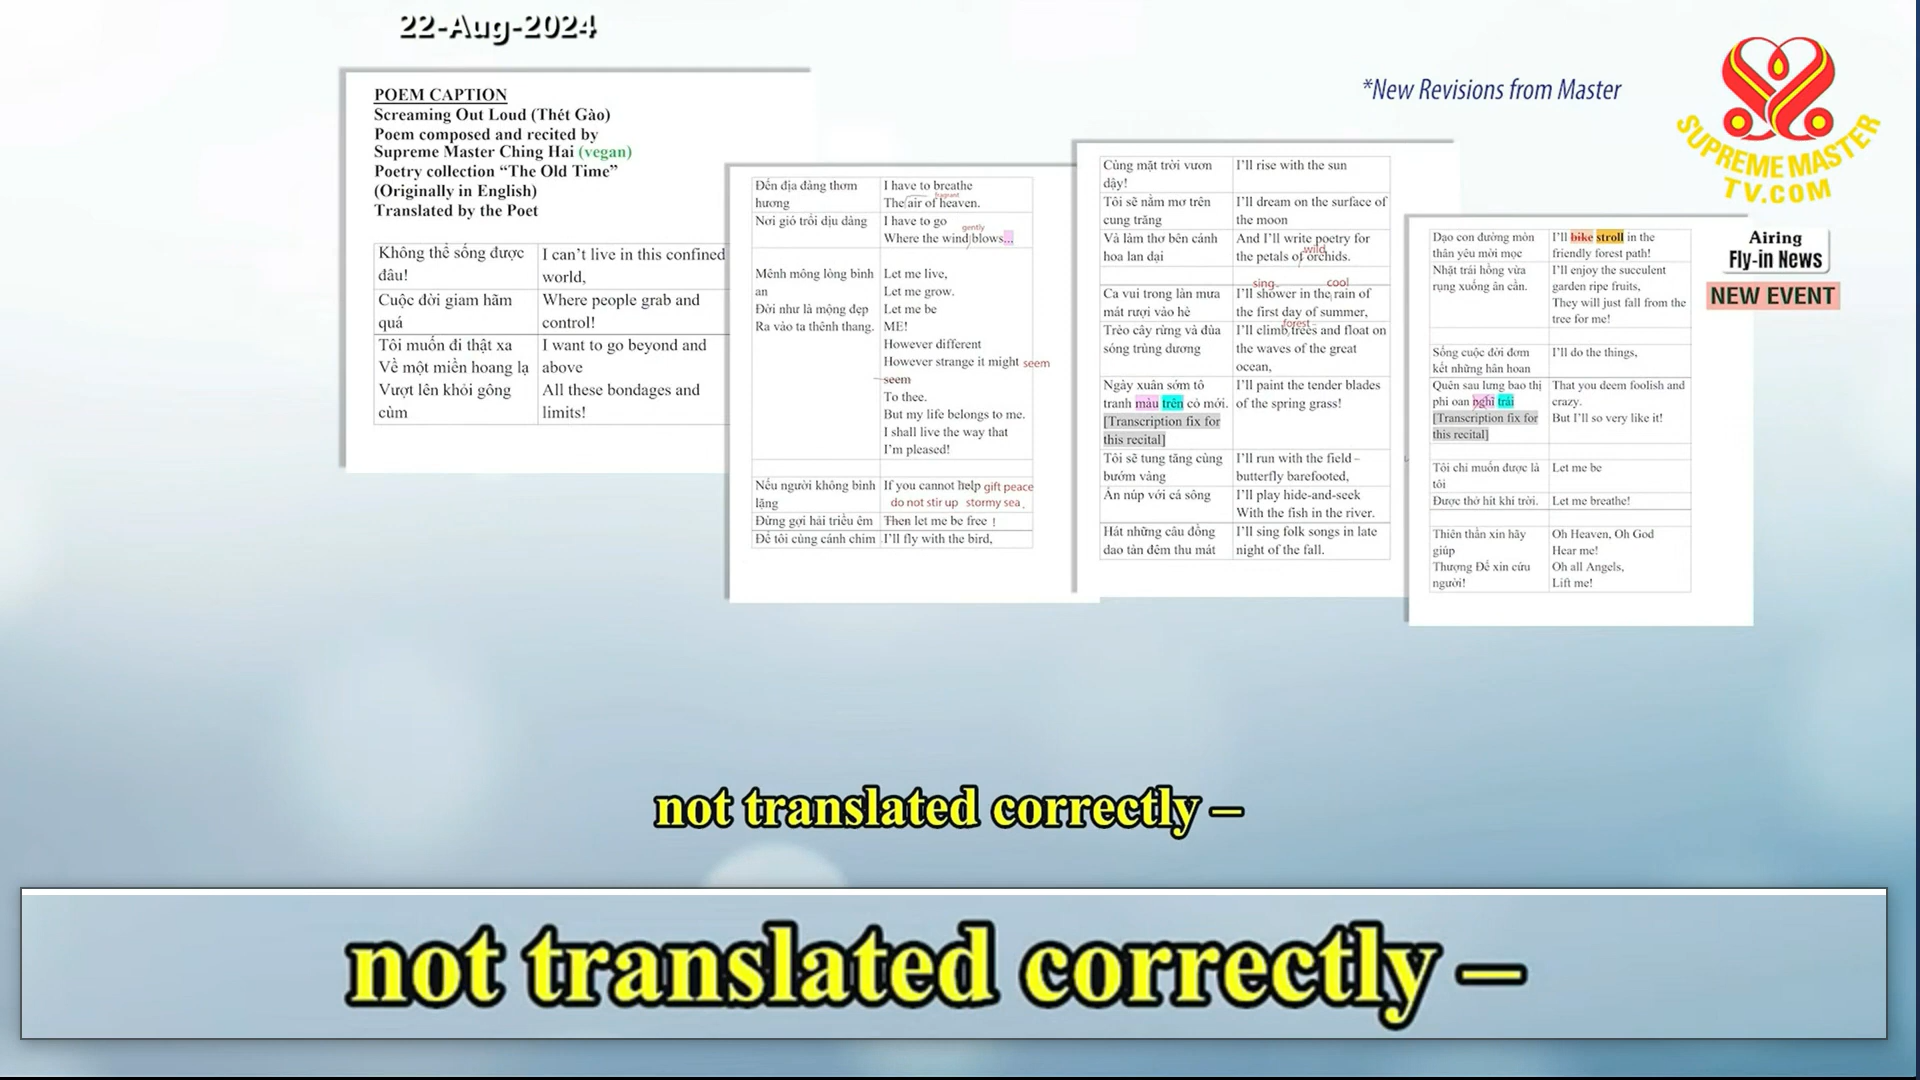 22-Aug-2024
*New Revisions from Master
SUPREME MASTER
TV.COM
Airing
Fly-in News
NEW EVENT
POEM CAPTION
Screaming Out Loud (Thét Gào)
Poem composed and recited by
Supreme Master Ching Hai (vegan)
Poetry collection “The Old Time”
(Originally in English)
Translated by the Poet
Không thể sống được
đâu!
I can’t live in this confined
world,
Cuộc đời giam hãm
quá
Where people grab and
control!
Tôi muốn đi thật xa
Về một miền hoang lạ
Vượt lên khỏi gông
cùm
I want to go beyond and
above
All these bondages and
limits!
Đến địa đàng thơm
hương
I have to breathe
fragrant
The air of heaven.
Nơi gió trổi dịu dàng
I have to go
gently
Where the wind blows...
Mênh mông lòng bình
an
Đời như là mộng đẹp
Ra vào ta thênh thang.
Let me live,
Let me grow.
Let me be
ME!
However different
However strange it might seem
seem
To thee.
But my life belongs to me.
I shall live the way that
I’m pleased!
Nếu người không bình
lặng
If you cannot help gift peace
do not stir up stormy sea.
Đừng gợi hải triều êm
Then let me be free !
Để tôi cùng cánh chim
I’ll fly with the bird,
Cùng mặt trời vươn
dậy!
I’ll rise with the sun
Tôi sẽ nằm mơ trên
cung trăng
I’ll dream on the surface of
the moon
Và làm thơ bên cánh
hoa lan dại
And I’ll write poetry for
wild
the petals of orchids.
Ca vui trong làn mưa
mát rượi vào hè
sing cool
I’ll shower in the rain of
the first day of summer,
Trèo cây rừng và đùa
sóng trùng dương
forest
I’ll climb trees and float on
the waves of the great
ocean,
Ngày xuân sớm tô
tranh màu trên cỏ mới.
[Transcription fix for
this recital]
I’ll paint the tender blades
of the spring grass!
Tôi sẽ tung tăng cùng
bướm vàng
I’ll run with the field –
butterfly barefooted,
Ẩn núp với cá sông
I’ll play hide-and-seek
With the fish in the river.
Hát những câu đồng
dao tàn đêm thu mát
I’ll sing folk songs in late
night of the fall.
Dạo con đường mòn
thân yêu mời mọc
I’ll bike stroll in the
friendly forest path!
Nhặt trái hồng vừa
rụng xuống ân cần.
I’ll enjoy the succulent
garden ripe fruits,
They will just fall from the
tree for me!
Sống cuộc đời đơm
kết những hân hoan
I’ll do the things,
Quên sau lưng bao thị
phi oan nghĩ trái
[Transcription fix for
this recital]
That you deem foolish and
crazy.
But I’ll so very like it!
Tôi chỉ muốn được là
tôi
Let me be
Được thở hít khí trời.
Let me breathe!
Thiên thần xin hãy
giúp
Thượng Đế xin cứu
người!
Oh Heaven, Oh God
Hear me!
Oh all Angels,
Lift me!
not translated correctly –
not translated correctly –